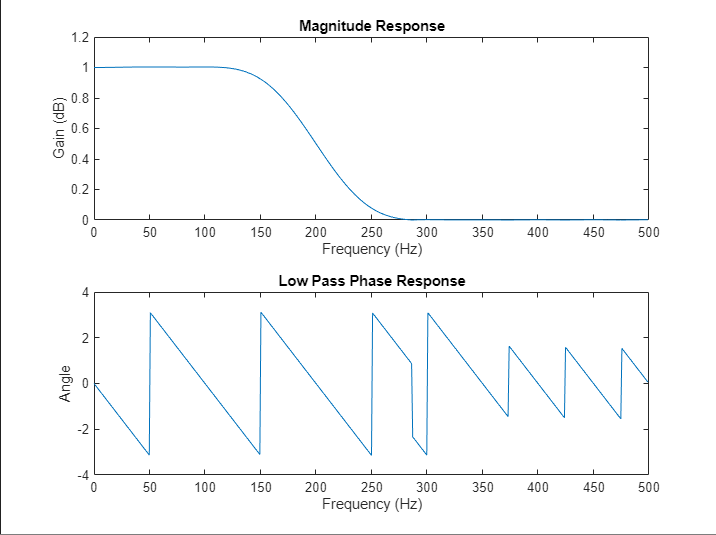 Magnitude Response
1.2
1
0.8
0.6
0.4
0.2
0
Gain (dB)
0 50 100 150 200 250 300 350 400 450 500
Frequency (Hz)
Low Pass Phase Response
4
2
0
-2
-4
Angle
0 50 100 150 200 250 300 350 400 450 500
Frequency (Hz)